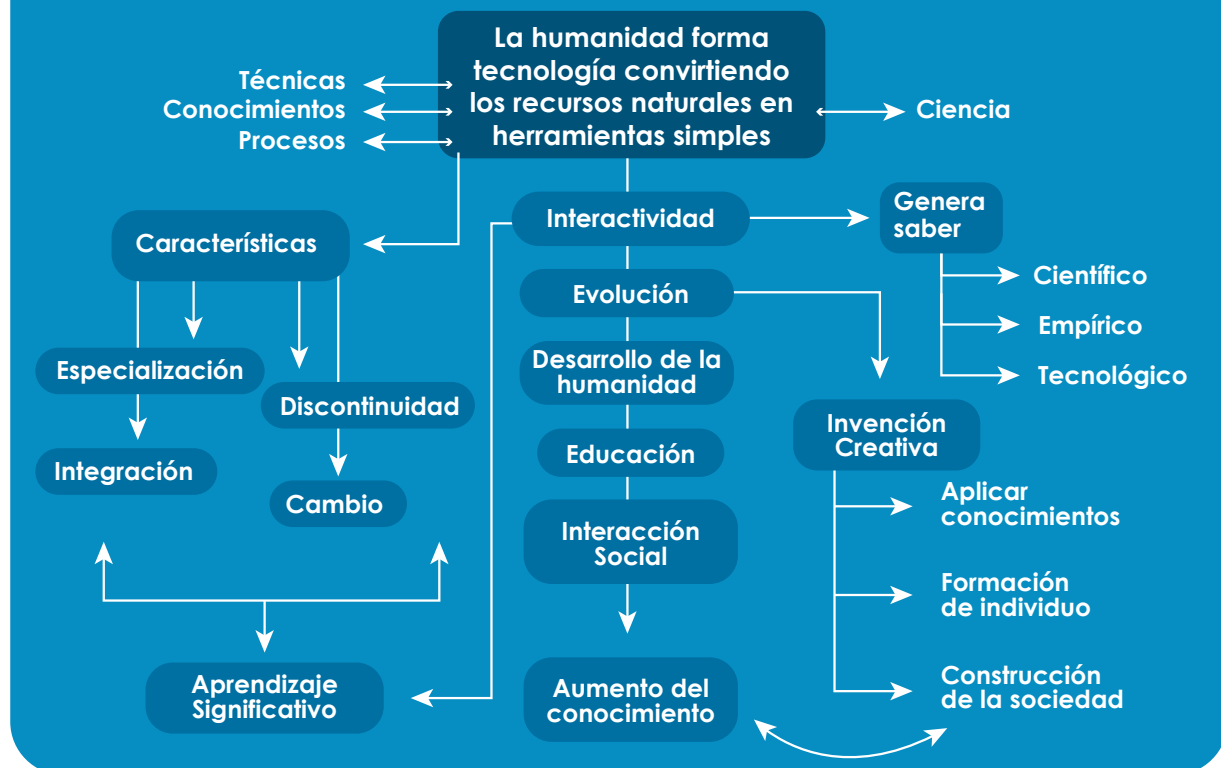 La humanidad forma
tecnología convirtiendo
los recursos naturales en
herramientas simples
Técnicas
Conocimientos
Procesos
Ciencia
Característícas
Interactividad
Genera
saber
Científico
Empírico
Tecnológico
Evolución
Especialización
Discontinuidad
Integración
Cambio
Desarrollo de la
humanidad
Educación
Interacción
Social
Invención
Creativa
Aplicar
conocimientos
Formación
de individuo
Construcción
de la sociedad
Aprendizaje
Significativo
Aumento del
conocimiento